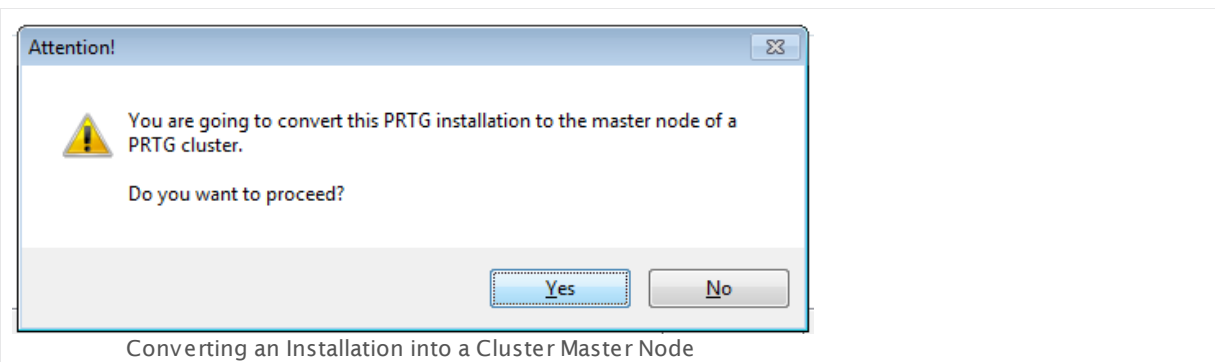 Attention!
You are going to convert this PRTG installation to the master node of a
PRTG cluster.
Do you want to proceed?
Yes
No
Converting an Installation into a Cluster Master Node